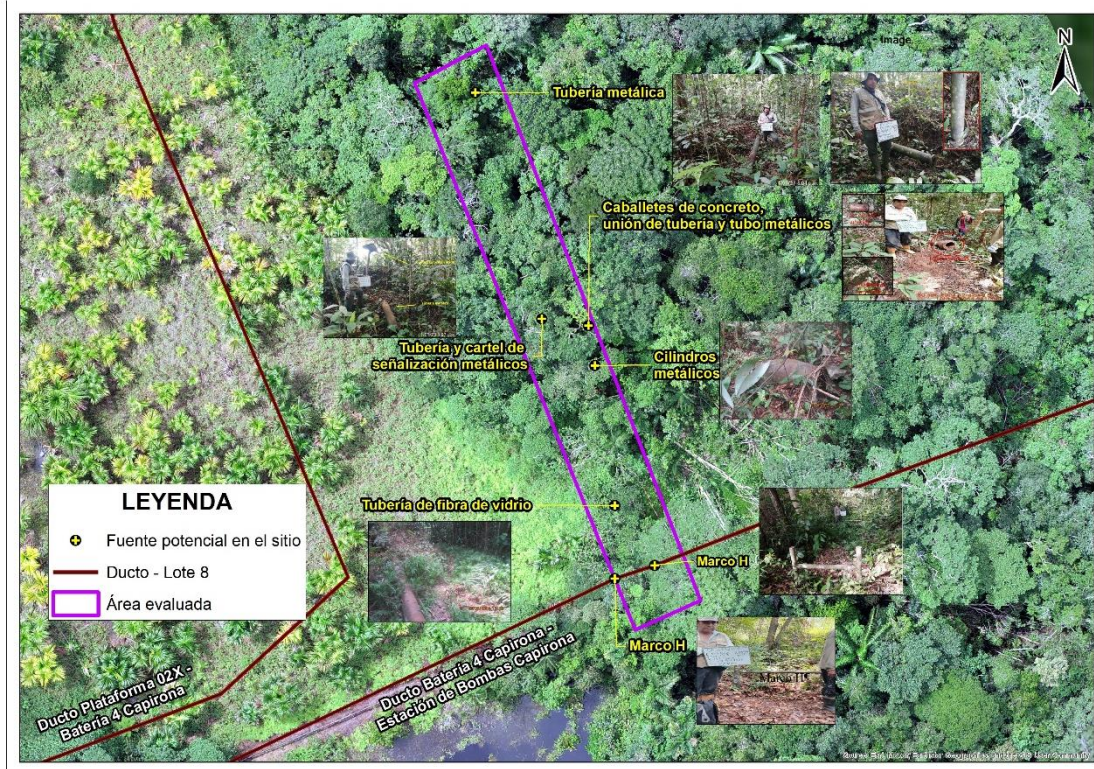 Image
N
Tubería metálica
Caballetes de concreto,
unión de tubería y tubo metálicos
Tubería y cartel de
señalización metálicos
Cilindros
metálicos
Tubería de fibra de vidrio
Marco H
Marco H
Marco H
LEYENDA
Fuente potencial en el sitio
Ducto - Lote 8
Área evaluada
Ducto Plataforma 02X -
Batería 4 Capirona
Ducto Batería 4 Capirona -
Estación de Bombas Capirona